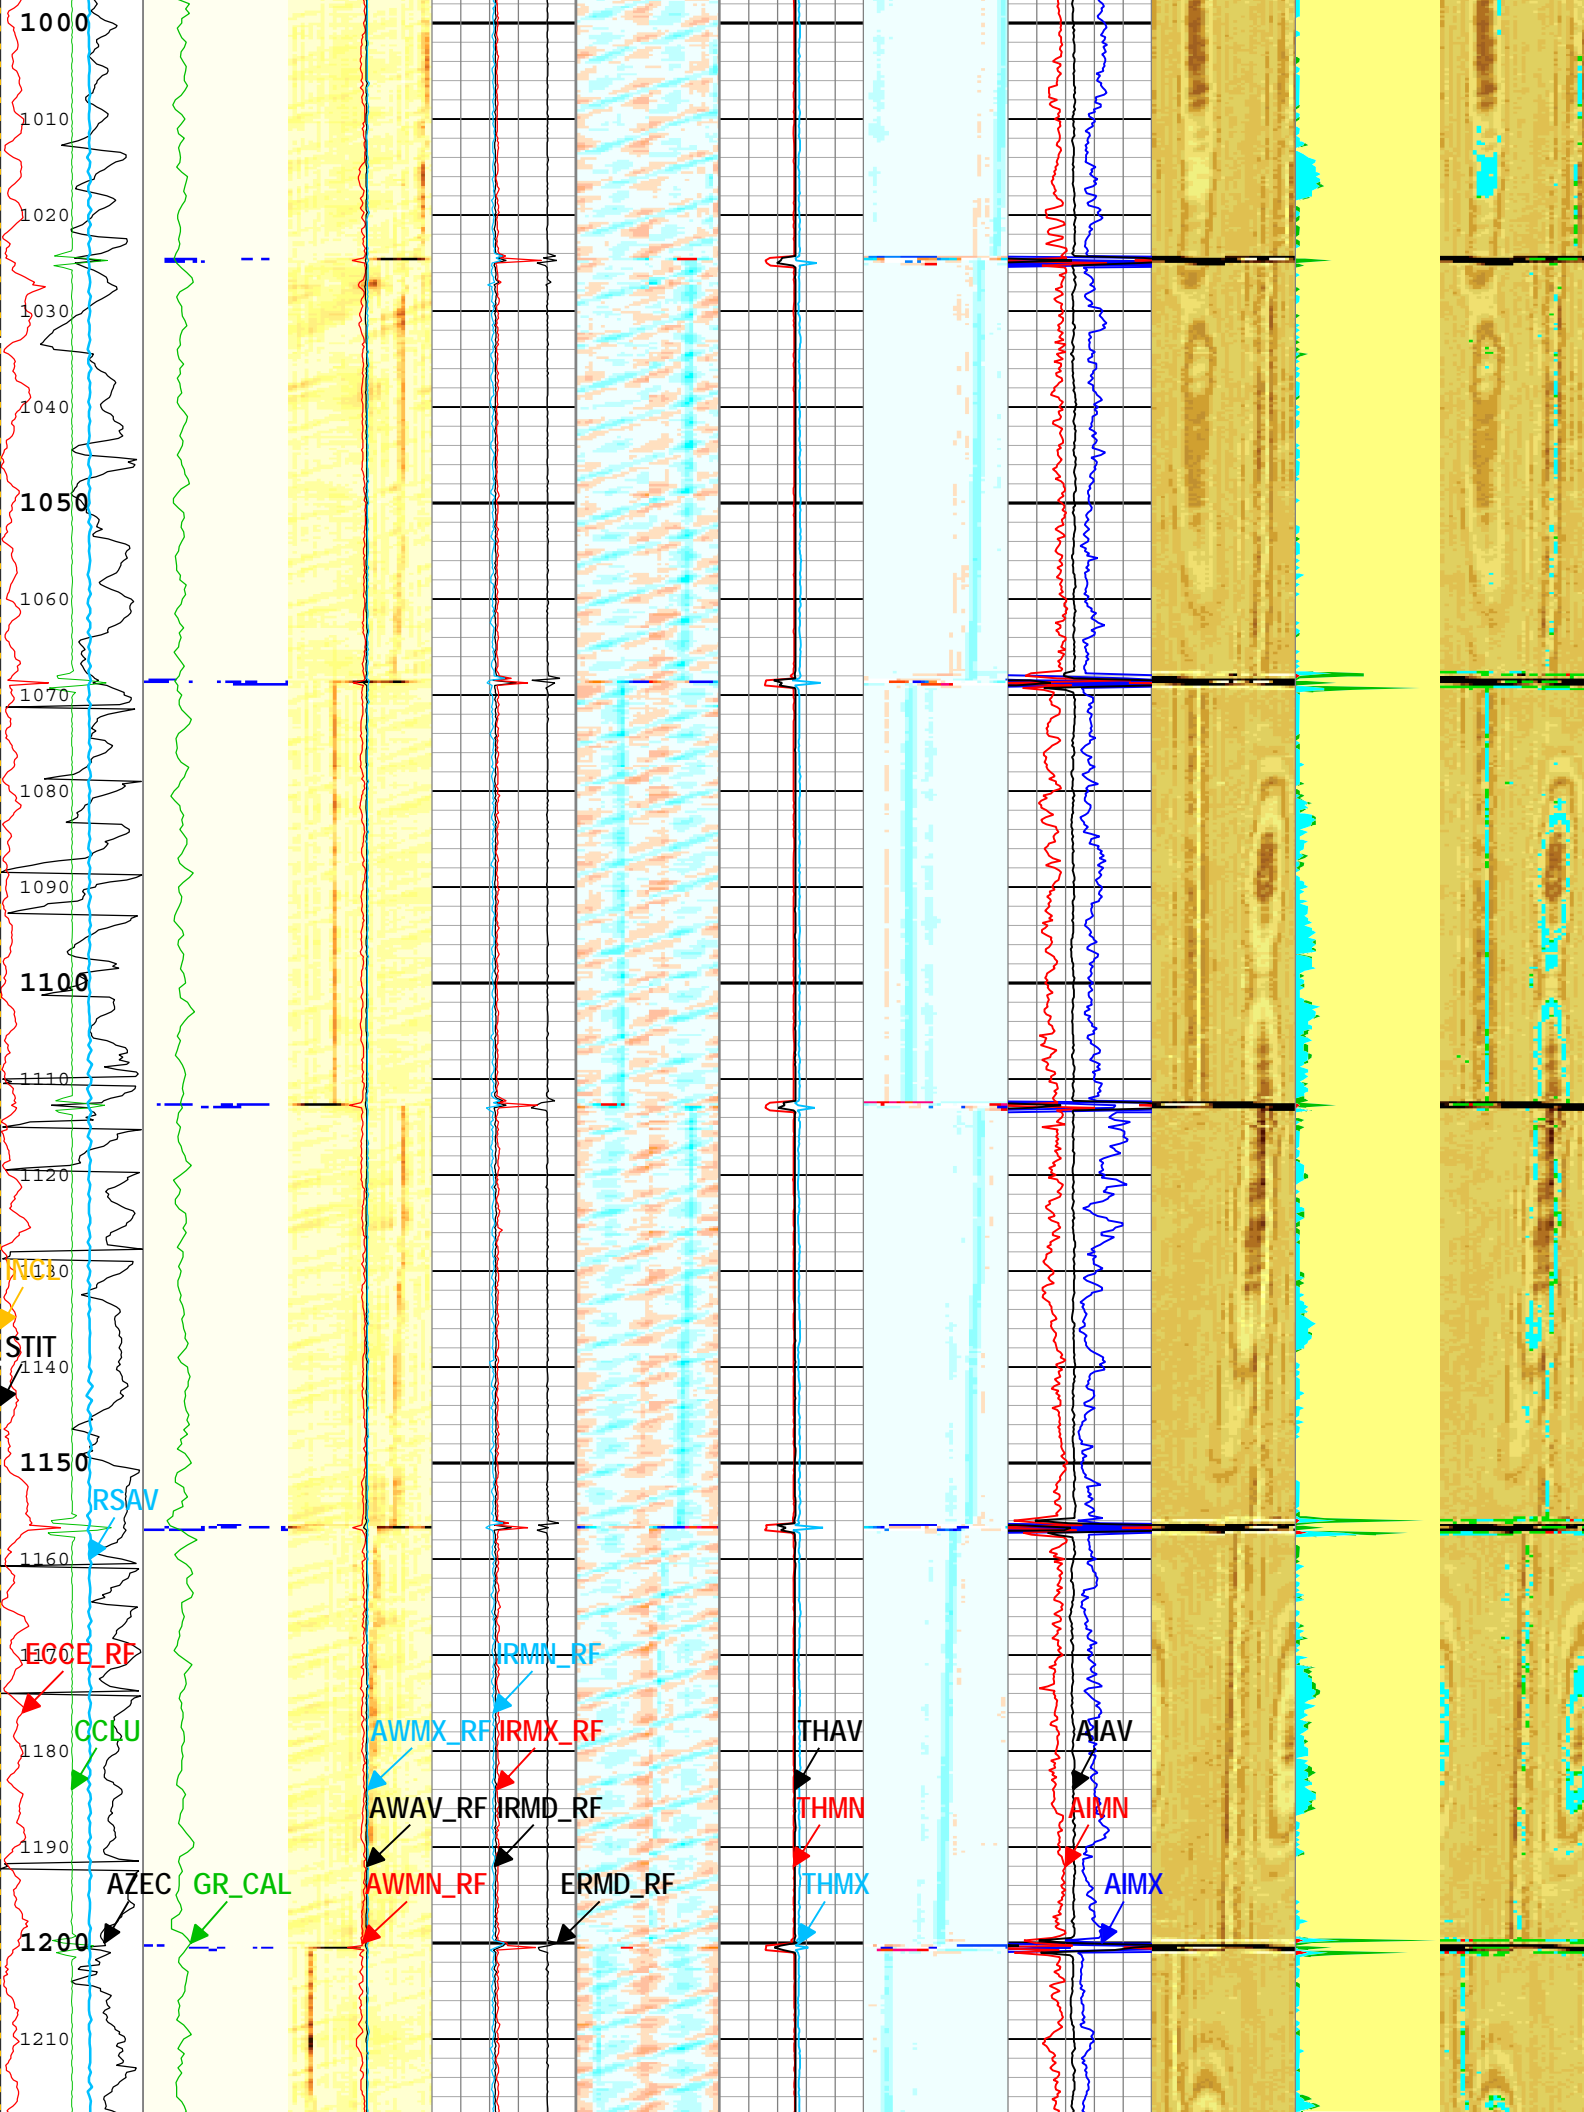 1000
1010
1020
1030
1040
1050
1060
1070
1080
1090
1100
1110
1120
INCL
1130
STIT
1140
1150
RSAV
1160
ECCE_RF
1170
IRMN_RF
CCLU
AWMX_RF
IRMX_RF
THAV
AIAV
1180
AWAV_RF
IRMD_RF
THMN
AIMN
1190
AZEC
GR_CAL
AWMN_RF
ERMD_RF
THMX
AIMX
1200
1210